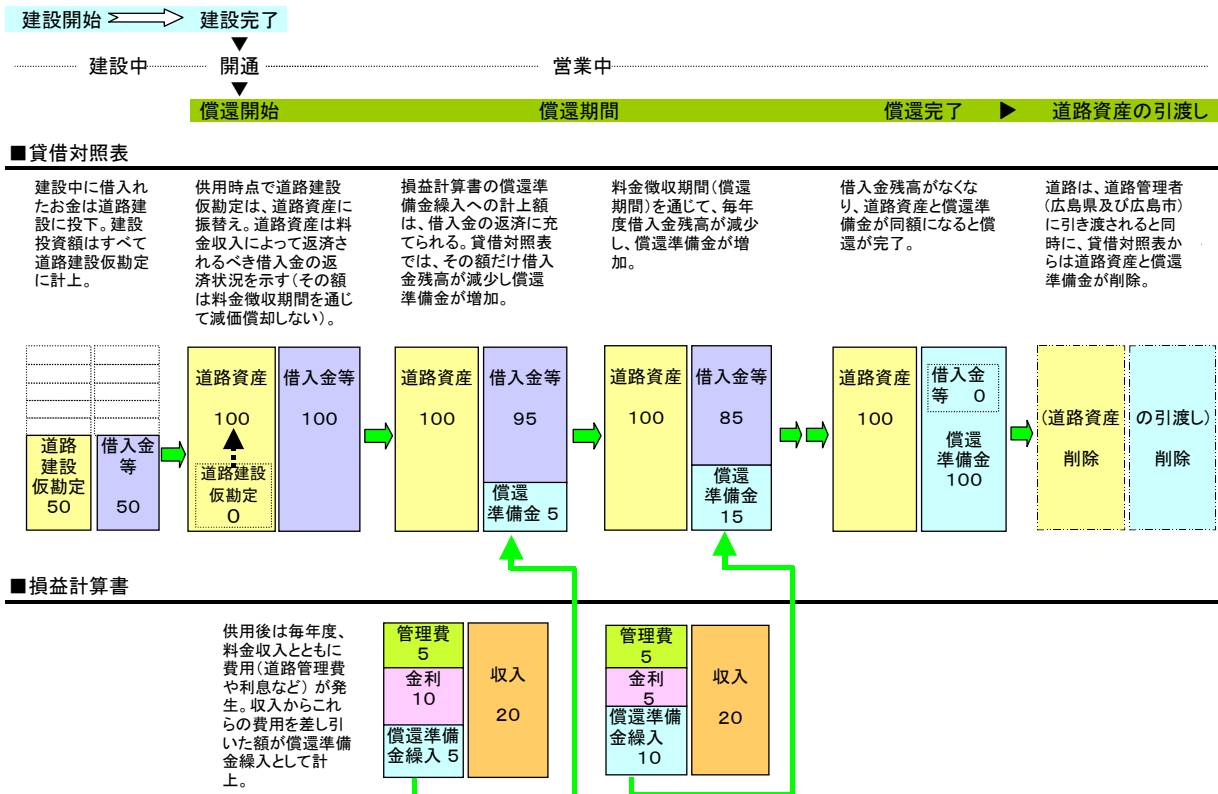 建設開始 建設完了
▼
建設中 開通 営業中
▼
償還開始 償還期間 償還完了 ▶ 道路資産の引渡し
■貸借対照表
建設中に借入れ
たお金は道路建
設に投下。建設
投資額はすべて
道路建設仮勘定
に計上。
供用時点で道路建設
仮勘定は、道路資産に
振替え。道路資産は料
金収入によって返済さ
れるべき借入金の返
済状況を示す(その額
は料金徴収期間を通じ
て減価償却しない)。
損益計算書の償還準
備金繰入への計上額
は、借入金の返済に充
てられる。貸借対照表
では、その額だけ借入
金残高が減少し償還
準備金が増加。
料金徴収期間(償還
期間)を通じて、毎年
度借入金残高が減少
し、償還準備金が増
加。
借入金残高がなくな
り、道路資産と償還準
備金が同額になると償
還が完了。
道路は、道路管理者
(広島県及び広島市)
に引き渡されると同
時に、貸借対照表か
らは道路資産と償還
準備金が削除。
道路
建設
仮勘定
50
借入金
等
50
道路資産
100
道路建設
仮勘定
0
借入金等
100
道路資産
100
借入金等
95
償還
準備金 5
道路資産
100
借入金等
85
償還
準備金
15
道路資産
100
借入金
等 0
償還
準備金
100
(道路資産 の引渡し)
削除 削除
■損益計算書
供用後は毎年度、
料金収入とともに
費用(道路管理費
や利息など)が発
生。収入からこれ
らの費用を差し引
いた額が償還準備
金繰入として計
上。
管理費
5
金利
10
償還準備
金繰入 5
収入
20
管理費
5
金利
5
償還準備
金繰入
10
収入
20